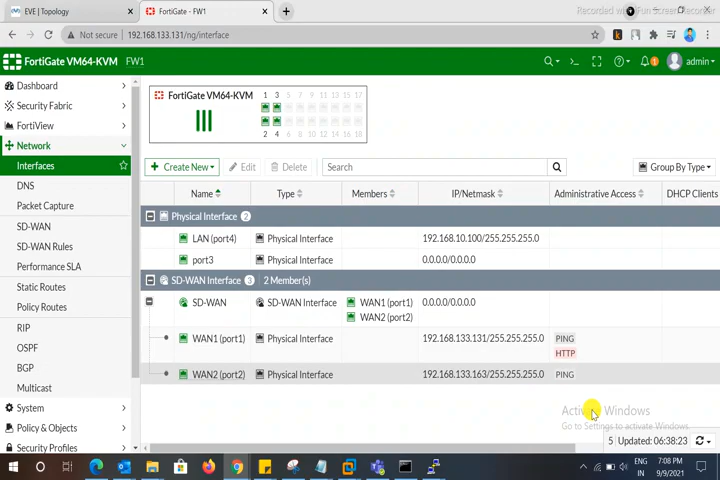 EVE | Topology
FortiGate - FW1
Recorded with Fun Screen Recorder
Not secure | 192.168.133.131/ng/interface
FortiGate VM64-KVM FW1
1
admin
Dashboard
Security Fabric
FortiView
Network
Interfaces
DNS
Packet Capture
SD-WAN
SD-WAN Rules
Performance SLA
Static Routes
Policy Routes
RIP
OSPF
BGP
Multicast
System
Policy & Objects
Security Profiles
FortiGate VM64-KVM
1 3 5 7 9 11 13 15 17
2 4 6 8 10 12 14 16 18
Create New Edit Delete Search Group By Type
Name Type Members IP/Netmask Administrative Access DHCP Clients
Physical Interface 2
LAN (port4) Physical Interface 192.168.10.100/255.255.255.0
port3 Physical Interface 0.0.0.0/0.0.0.0
SD-WAN Interface 3 2 Member(s)
SD-WAN SD-WAN Interface WAN1 (port1) 0.0.0.0/0.0.0.0
WAN2 (port2)
WAN1 (port1) Physical Interface 192.168.133.131/255.255.255.0 PING
HTTP
WAN2 (port2) Physical Interface 192.168.133.163/255.255.255.0 PING
Activate Windows
Go to Settings to activate Windows.
5 Updated: 06:38:23
ENG 7:08 PM
IN 9/9/2021